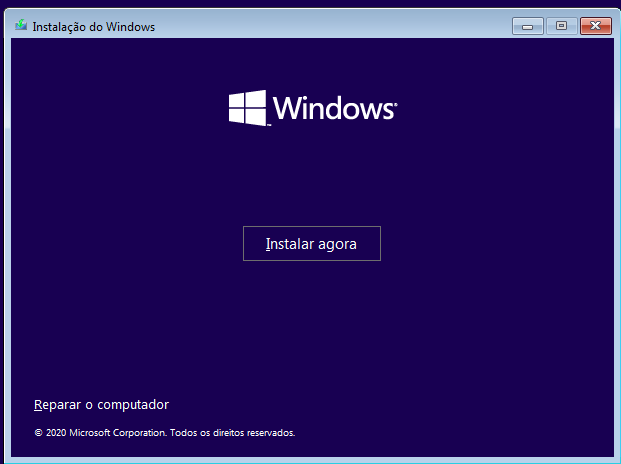 Instalação do Windows
Windows®
Instalar agora
Reparar o computador
© 2020 Microsoft Corporation. Todos os direitos reservados.